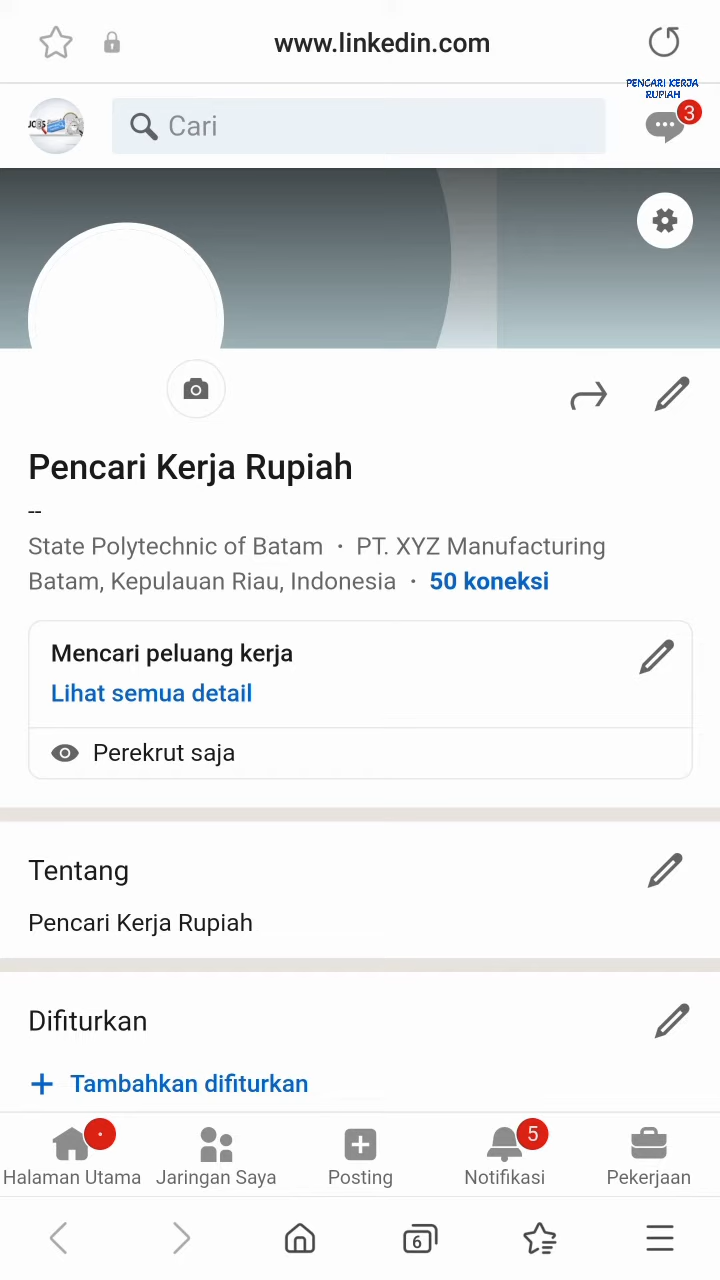 www.linkedin.com
PENCARI KERJA
RUPIAH
JOBS
Cari
3
Pencari Kerja Rupiah
--
State Polytechnic of Batam · PT. XYZ Manufacturing
Batam, Kepulauan Riau, Indonesia · 50 koneksi
Mencari peluang kerja
Lihat semua detail
Perekrut saja
Tentang
Pencari Kerja Rupiah
Difiturkan
+ Tambahkan difiturkan
5
Halaman Utama Jaringan Saya Posting Notifikasi Pekerjaan
6